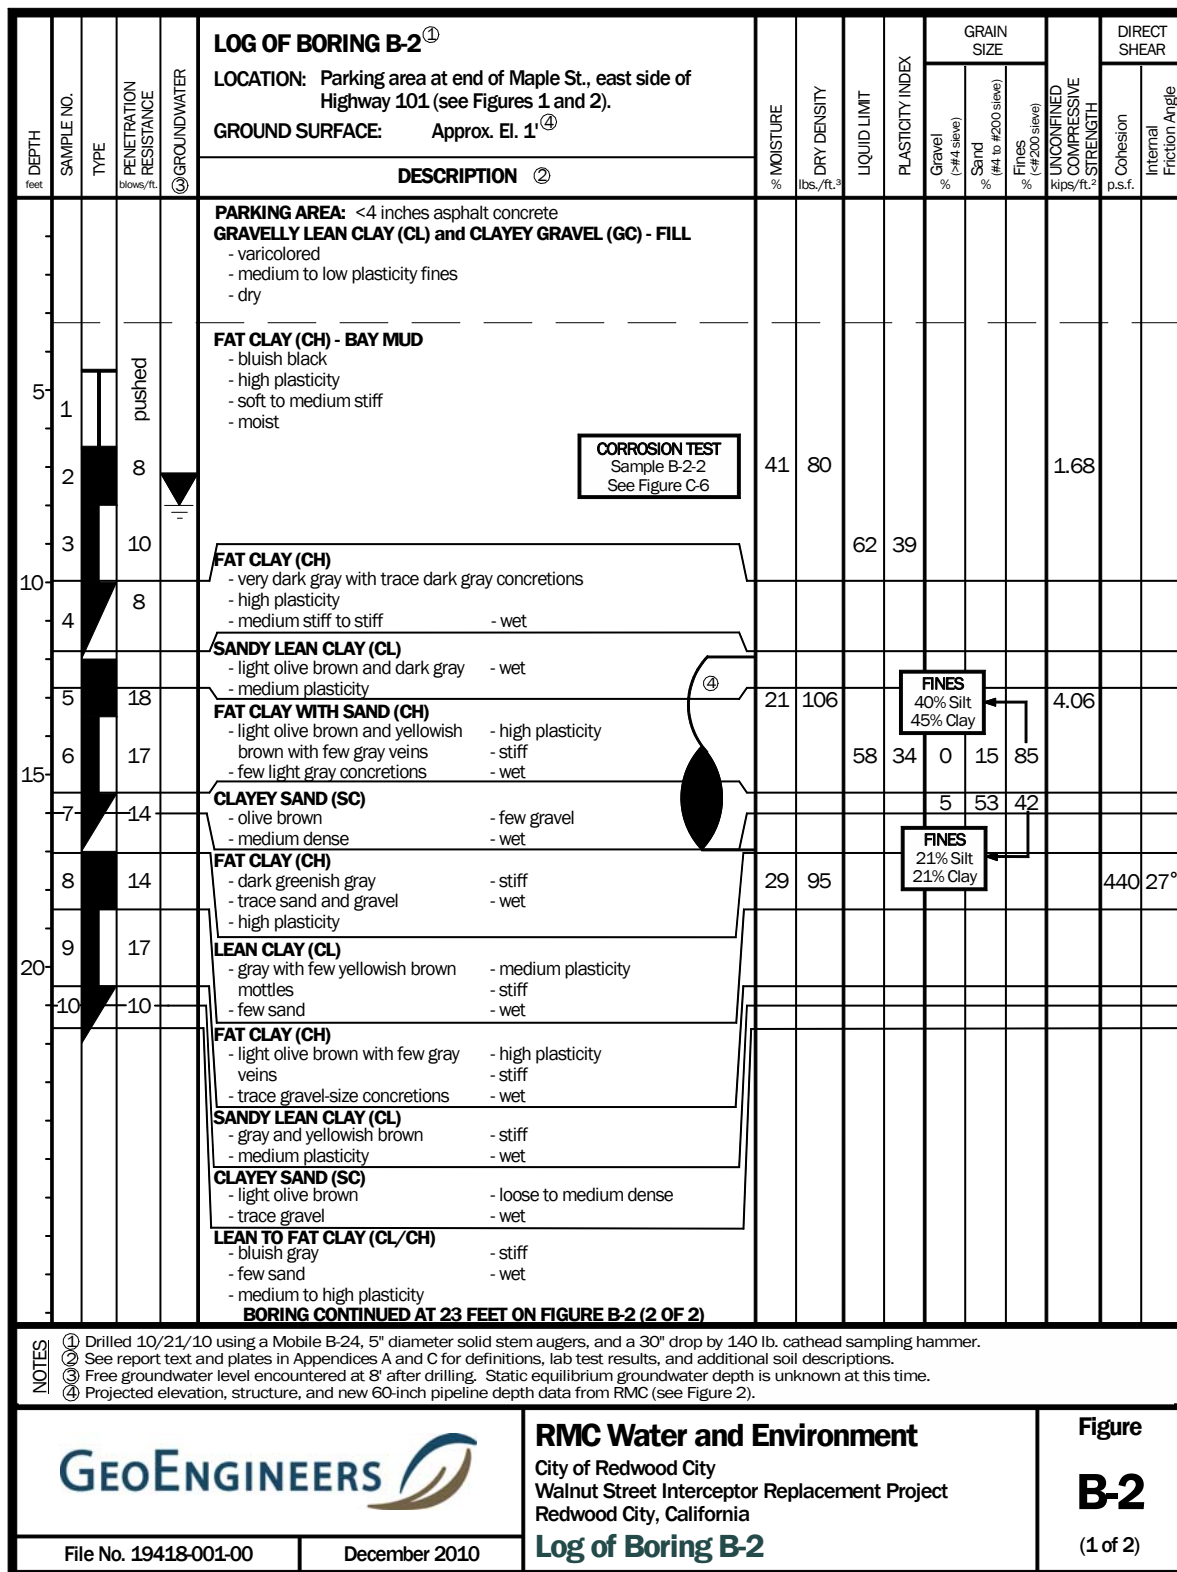 LOG OF BORING B-2①
LOCATION: Parking area at end of Maple St., east side of
Highway 101 (see Figures 1 and 2).
GROUND SURFACE: Approx. El. 1'④
DESCRIPTION ②
DEPTH
feet
SAMPLE NO.
TYPE
PENETRATION
RESISTANCE
blows/ft.
③ GROUNDWATER
% MOISTURE
%
DRY DENSITY
lbs./ft.³
LIQUID LIMIT
PLASTICITY INDEX
GRAIN
SIZE
Gravel
(>#4 sieve)
%
Sand
(#4 to #200 sieve)
%
Fines
(<#200 sieve)
%
UNCONFINED
COMPRESSIVE
STRENGTH
kips/ft.²
DIRECT
SHEAR
Cohesion
p.s.f.
Internal
Friction Angle
PARKING AREA: <4 inches asphalt concrete
GRAVELLY LEAN CLAY (CL) and CLAYEY GRAVEL (GC) - FILL
- varicolored
- medium to low plasticity fines
- dry
FAT CLAY (CH) - BAY MUD
- bluish black
- high plasticity
- soft to medium stiff
- moist
5
1
pushed
CORROSION TEST
Sample B-2-2
See Figure C-6
2 8 41 80 1.68
3 10 62 39
FAT CLAY (CH)
- very dark gray with trace dark gray concretions
- high plasticity
- medium stiff to stiff - wet
10
4 8
SANDY LEAN CLAY (CL)
- light olive brown and dark gray - wet
- medium plasticity
④
5 18 21 106 4.06
FINES
40% Silt
45% Clay
FAT CLAY WITH SAND (CH)
- light olive brown and yellowish - high plasticity
brown with few gray veins - stiff
- few light gray concretions - wet
6 17 58 34 0 15 85
15
CLAYEY SAND (SC)
- olive brown - few gravel
- medium dense - wet
7 14 5 53 42
FINES
21% Silt
21% Clay
FAT CLAY (CH)
- dark greenish gray - stiff
- trace sand and gravel - wet
- high plasticity
8 14 29 95 440 27°
LEAN CLAY (CL)
- gray with few yellowish brown - medium plasticity
mottles - stiff
- few sand - wet
9 17
20
10 10
FAT CLAY (CH)
- light olive brown with few gray - high plasticity
veins - stiff
- trace gravel-size concretions - wet
SANDY LEAN CLAY (CL)
- gray and yellowish brown - stiff
- medium plasticity - wet
CLAYEY SAND (SC)
- light olive brown - loose to medium dense
- trace gravel - wet
LEAN TO FAT CLAY (CL/CH)
- bluish gray - stiff
- few sand - wet
- medium to high plasticity
BORING CONTINUED AT 23 FEET ON FIGURE B-2 (2 OF 2)
NOTES
① Drilled 10/21/10 using a Mobile B-24, 5" diameter solid stem augers, and a 30" drop by 140 lb. cathead sampling hammer.
② See report text and plates in Appendices A and C for definitions, lab test results, and additional soil descriptions.
③ Free groundwater level encountered at 8' after drilling. Static equilibrium groundwater depth is unknown at this time.
④ Projected elevation, structure, and new 60-inch pipeline depth data from RMC (see Figure 2).
GEOENGINEERS
File No. 19418-001-00
December 2010
RMC Water and Environment
City of Redwood City
Walnut Street Interceptor Replacement Project
Redwood City, California
Log of Boring B-2
Figure
B-2
(1 of 2)